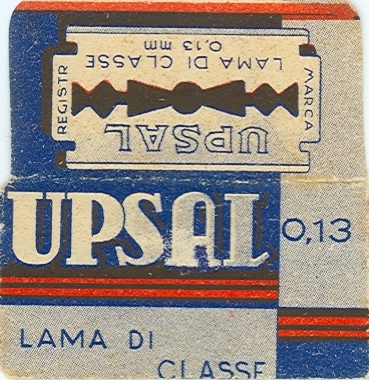 REGISTR
LAMA DI CLASSE
0,13 mm
MARCA
UPSAL
UPSAL
0,13
LAMA DI
CLASSE